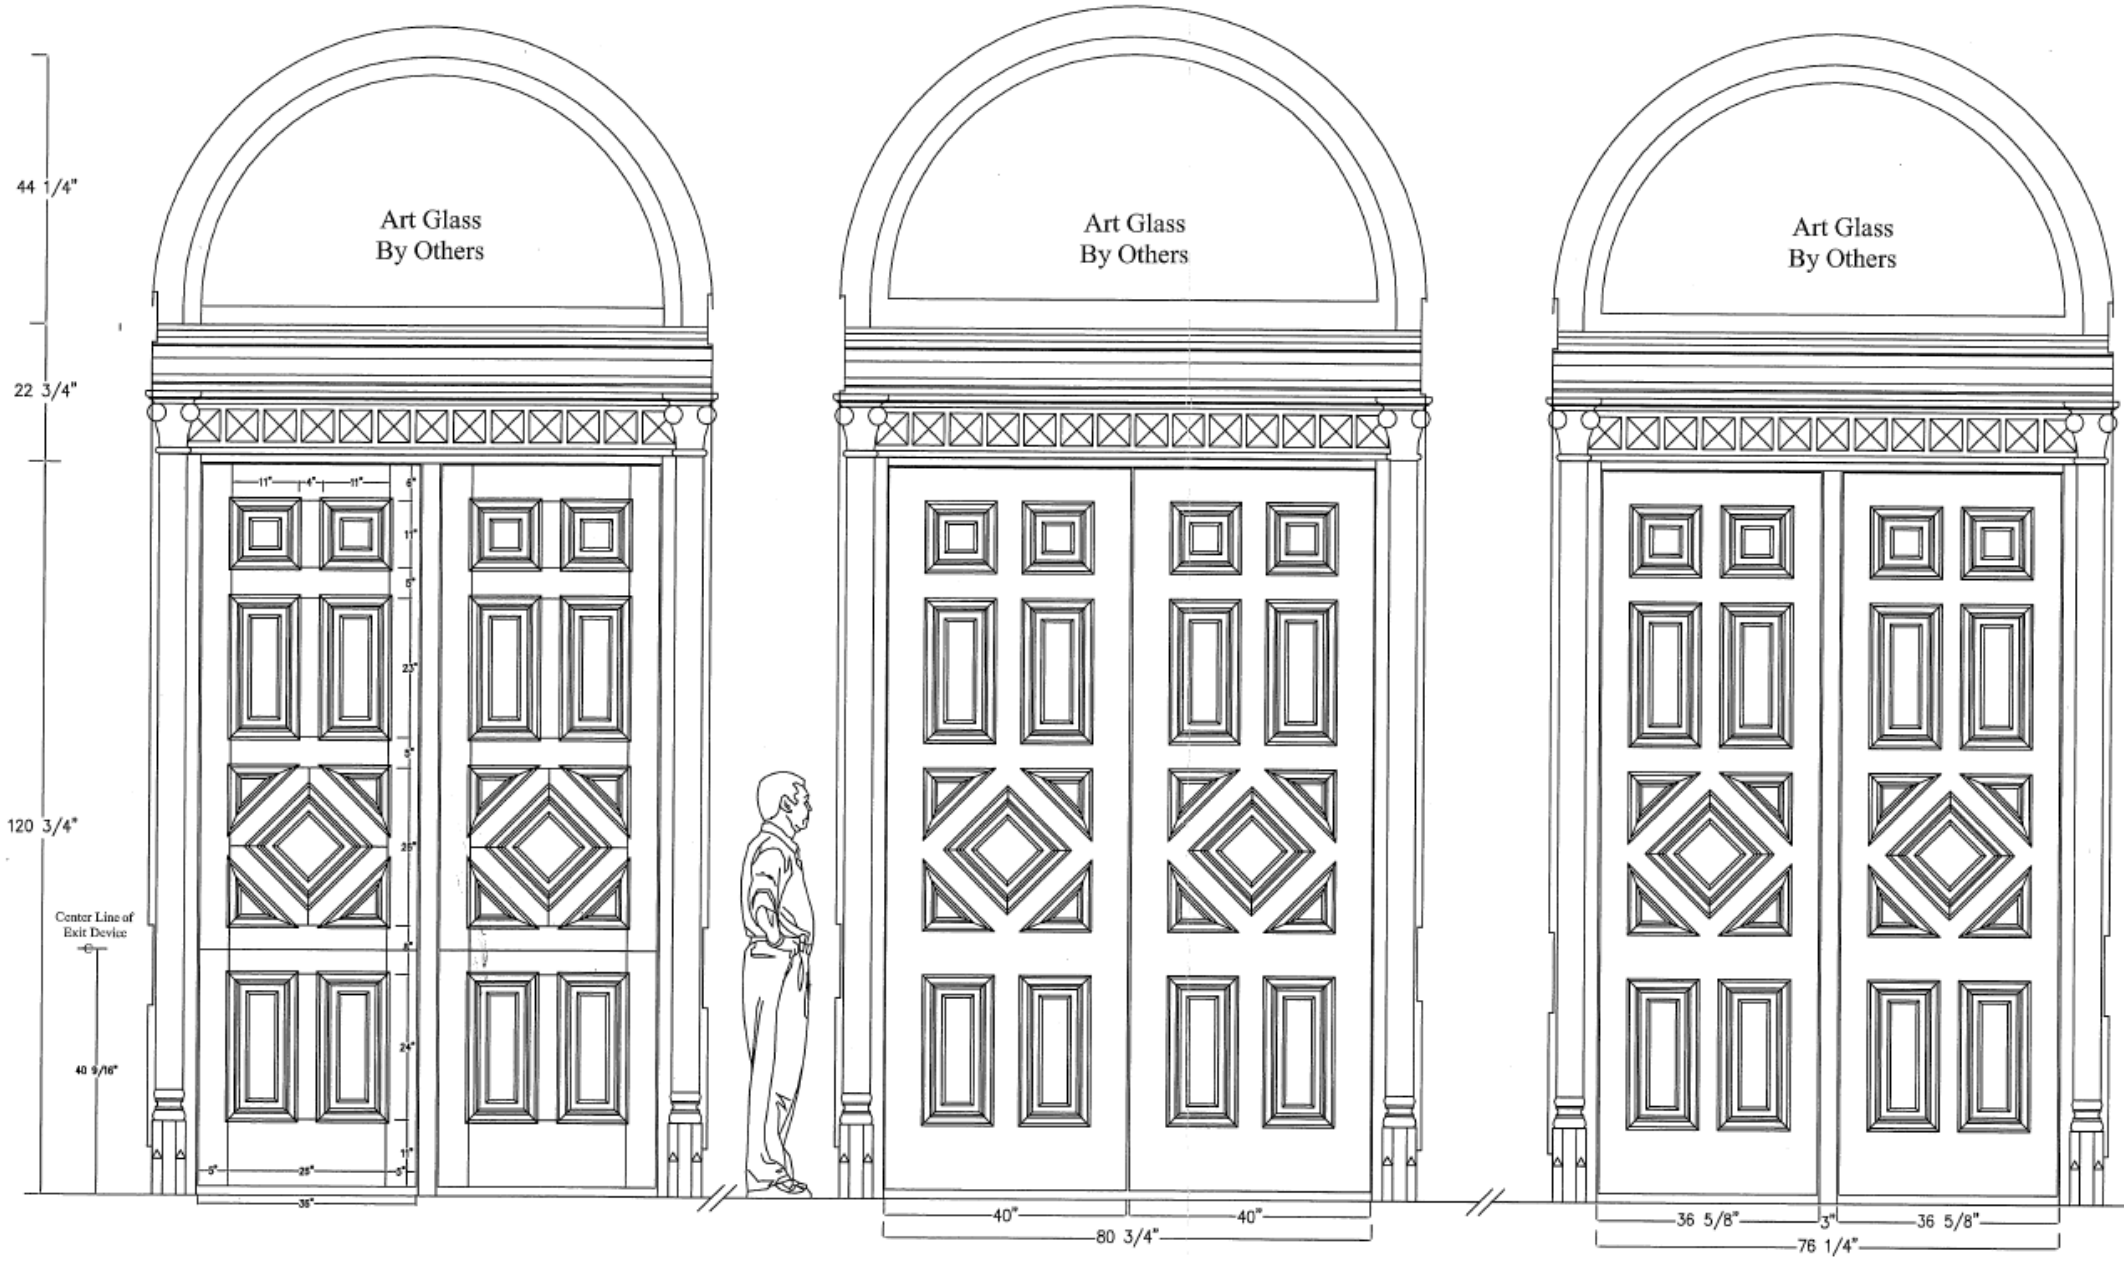 44 1/4"
22 3/4"
120 3/4"
Center Line of
Exit Device
40 9/16"
Art Glass
By Others
11" 4" 11" 6"
11"
5"
23"
24"
11"
5" 5"
Art Glass
By Others
40" 40"
80 3/4"
Art Glass
By Others
36 5/8" 3" 36 5/8"
76 1/4"